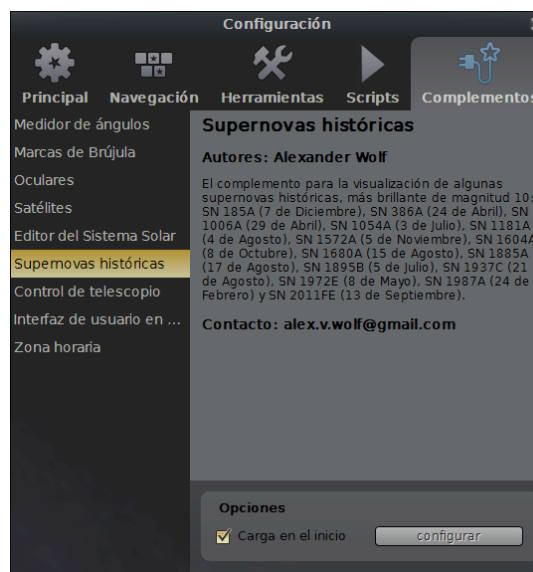 Configuración
Principal
Navegación
Herramientas
Scripts
Complementos
Medidor de ángulos
Marcas de Brújula
Oculares
Satélites
Editor del Sistema Solar
Supernovas históricas
Control de telescopio
Interfaz de usuario en ...
Zona horaria
Supernovas históricas
Autores: Alexander Wolf
El complemento para la visualización de algunas
supernovas históricas, más brillante de magnitud 10:
SN 185A (7 de Diciembre), SN 386A (24 de Abril), SN
1006A (29 de Abril), SN 1054A (3 de Julio), SN 1181A
(4 de Agosto), SN 1572A (5 de Noviembre), SN 1604A
(8 de Octubre), SN 1680A (15 de Agosto), SN 1885A
(17 de Agosto), SN 1895B (5 de Julio), SN 1937C (21
de Agosto), SN 1972E (8 de Mayo), SN 1987A (24 de
Febrero) y SN 2011FE (13 de Septiembre).
Contacto: alex.v.wolf@gmail.com
Opciones
Carga en el inicio
configurar